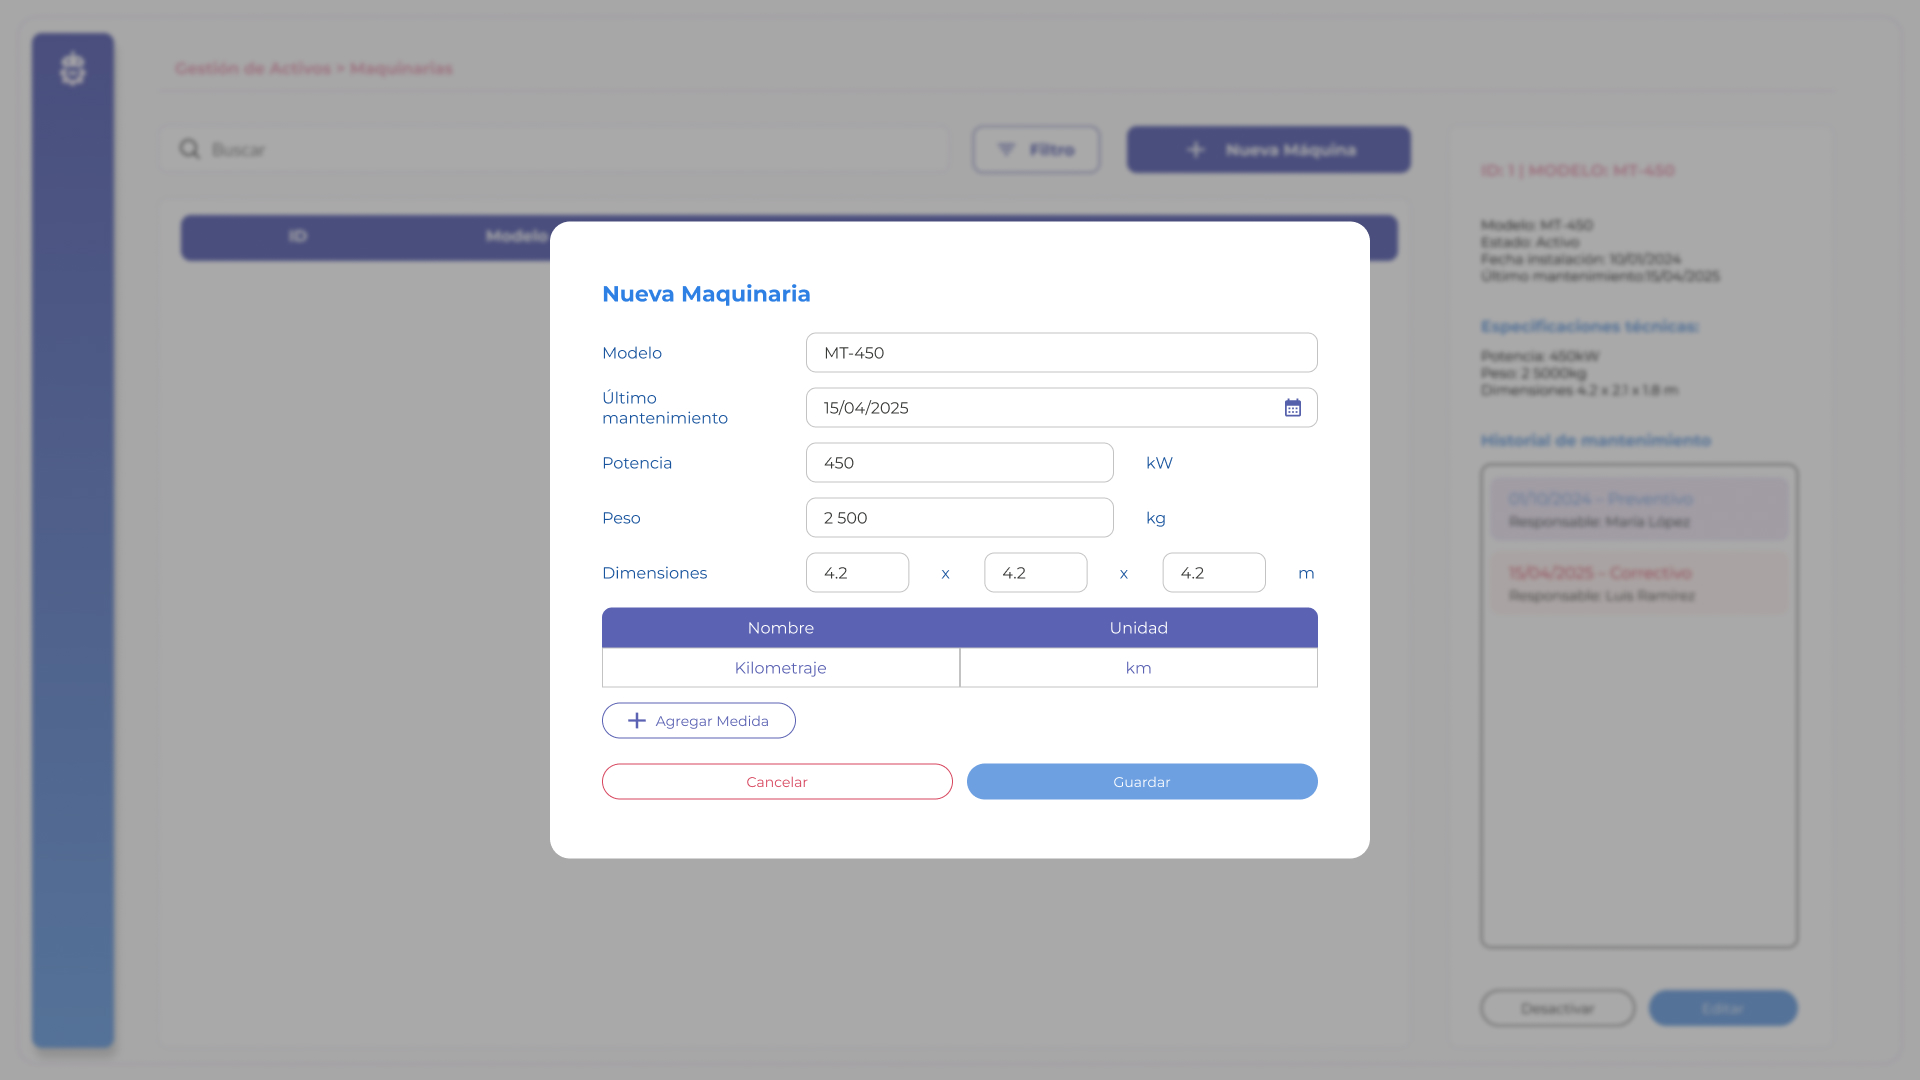 Gestión de Activos > Maquinarias
Buscar
Filtro
Nueva Máquina
ID
Modelo
Nueva Maquinaria
Modelo
MT-450
Último
mantenimiento
15/04/2025
Potencia
450
kW
Peso
2 500
kg
Dimensiones
4.2
x
4.2
x
4.2
m
Nombre
Unidad
Kilometraje
km
Agregar Medida
Cancelar
Guardar
ID: 1 | MODELO: MT-450
Modelo: MT-450
Estado: Activo
Fecha instalación: 10/01/2024
Último mantenimiento:15/04/2025
Especificaciones técnicas:
Potencia: 450kW
Peso: 2 5000kg
Dimensiones 4.2 x 2.1 x 1.8 m
Historial de mantenimiento
01/10/2024 - Preventivo
Responsable: María López
15/04/2025 - Correctivo
Responsable: Luis Ramírez
Desactivar
Editar